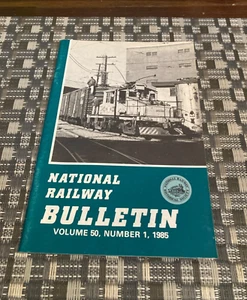 NATIONAL
RAILWAY
BULLETIN
VOLUME 50, NUMBER 1, 1985